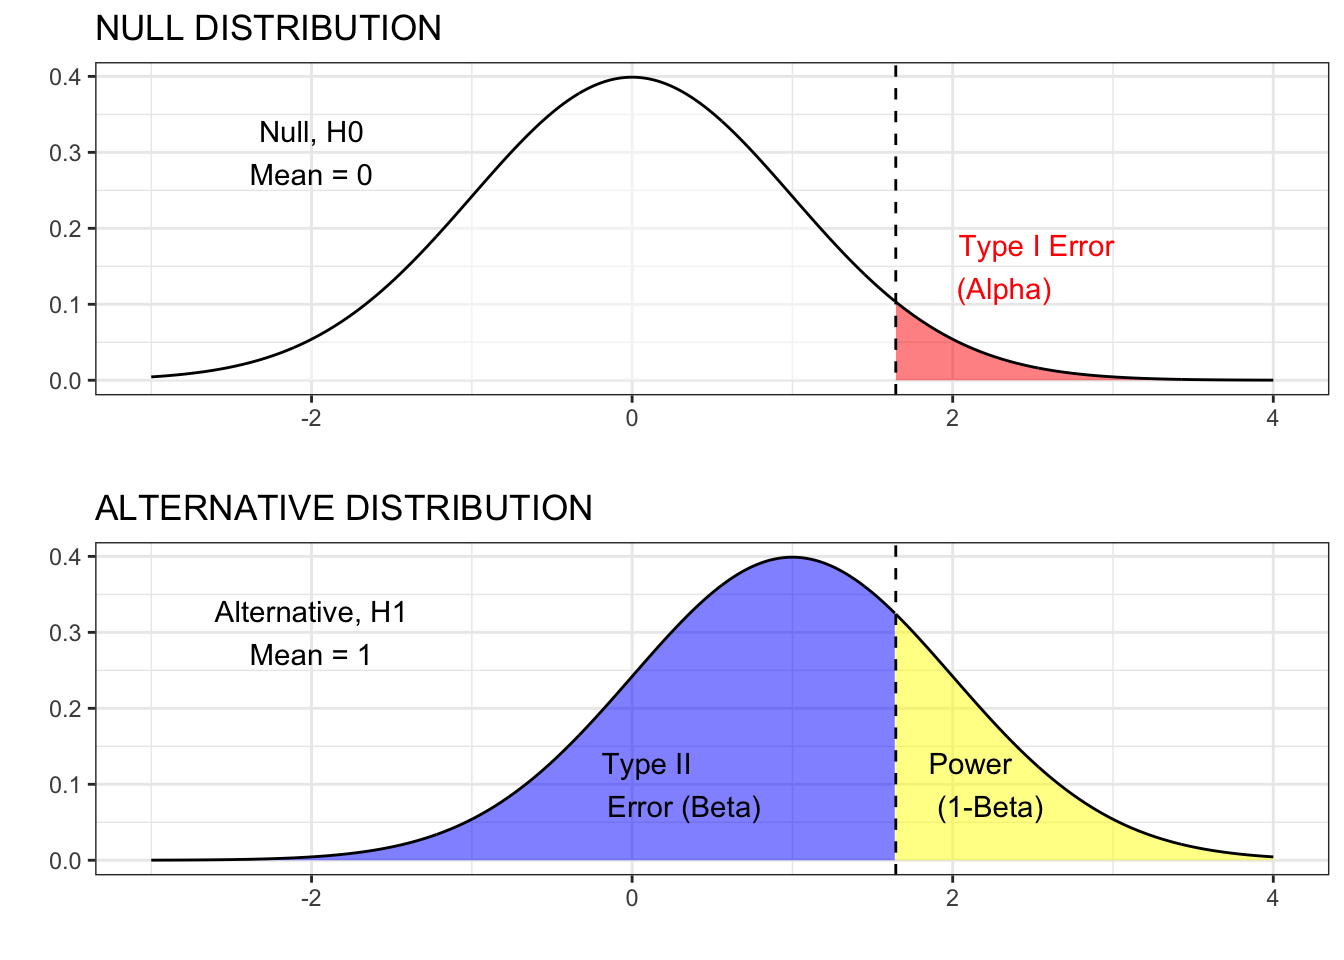 NULL DISTRIBUTION
0.4
Null, H0
0.3
Mean = 0
0.2
Type I Error
(Alpha)
0.1
0.0
-2
0
2
4
ALTERNATIVE DISTRIBUTION
0.4
Alternative, H1
0.3
Mean = 1
0.2
Type II
Error (Beta)
Power
(1-Beta)
0.1
0.0
-2
0
2
4